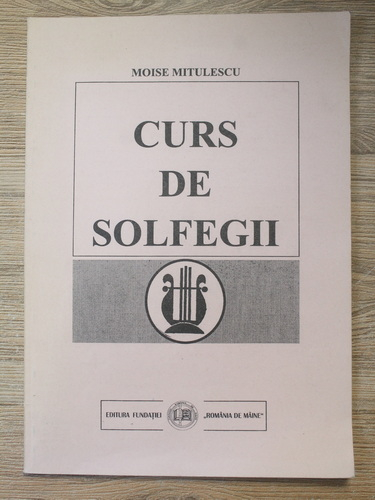 MOISE MITULESCU
CURS
DE
SOLFEGII
EDITURA FUNDAȚIEI „ROMÂNIA DE MÂINE”